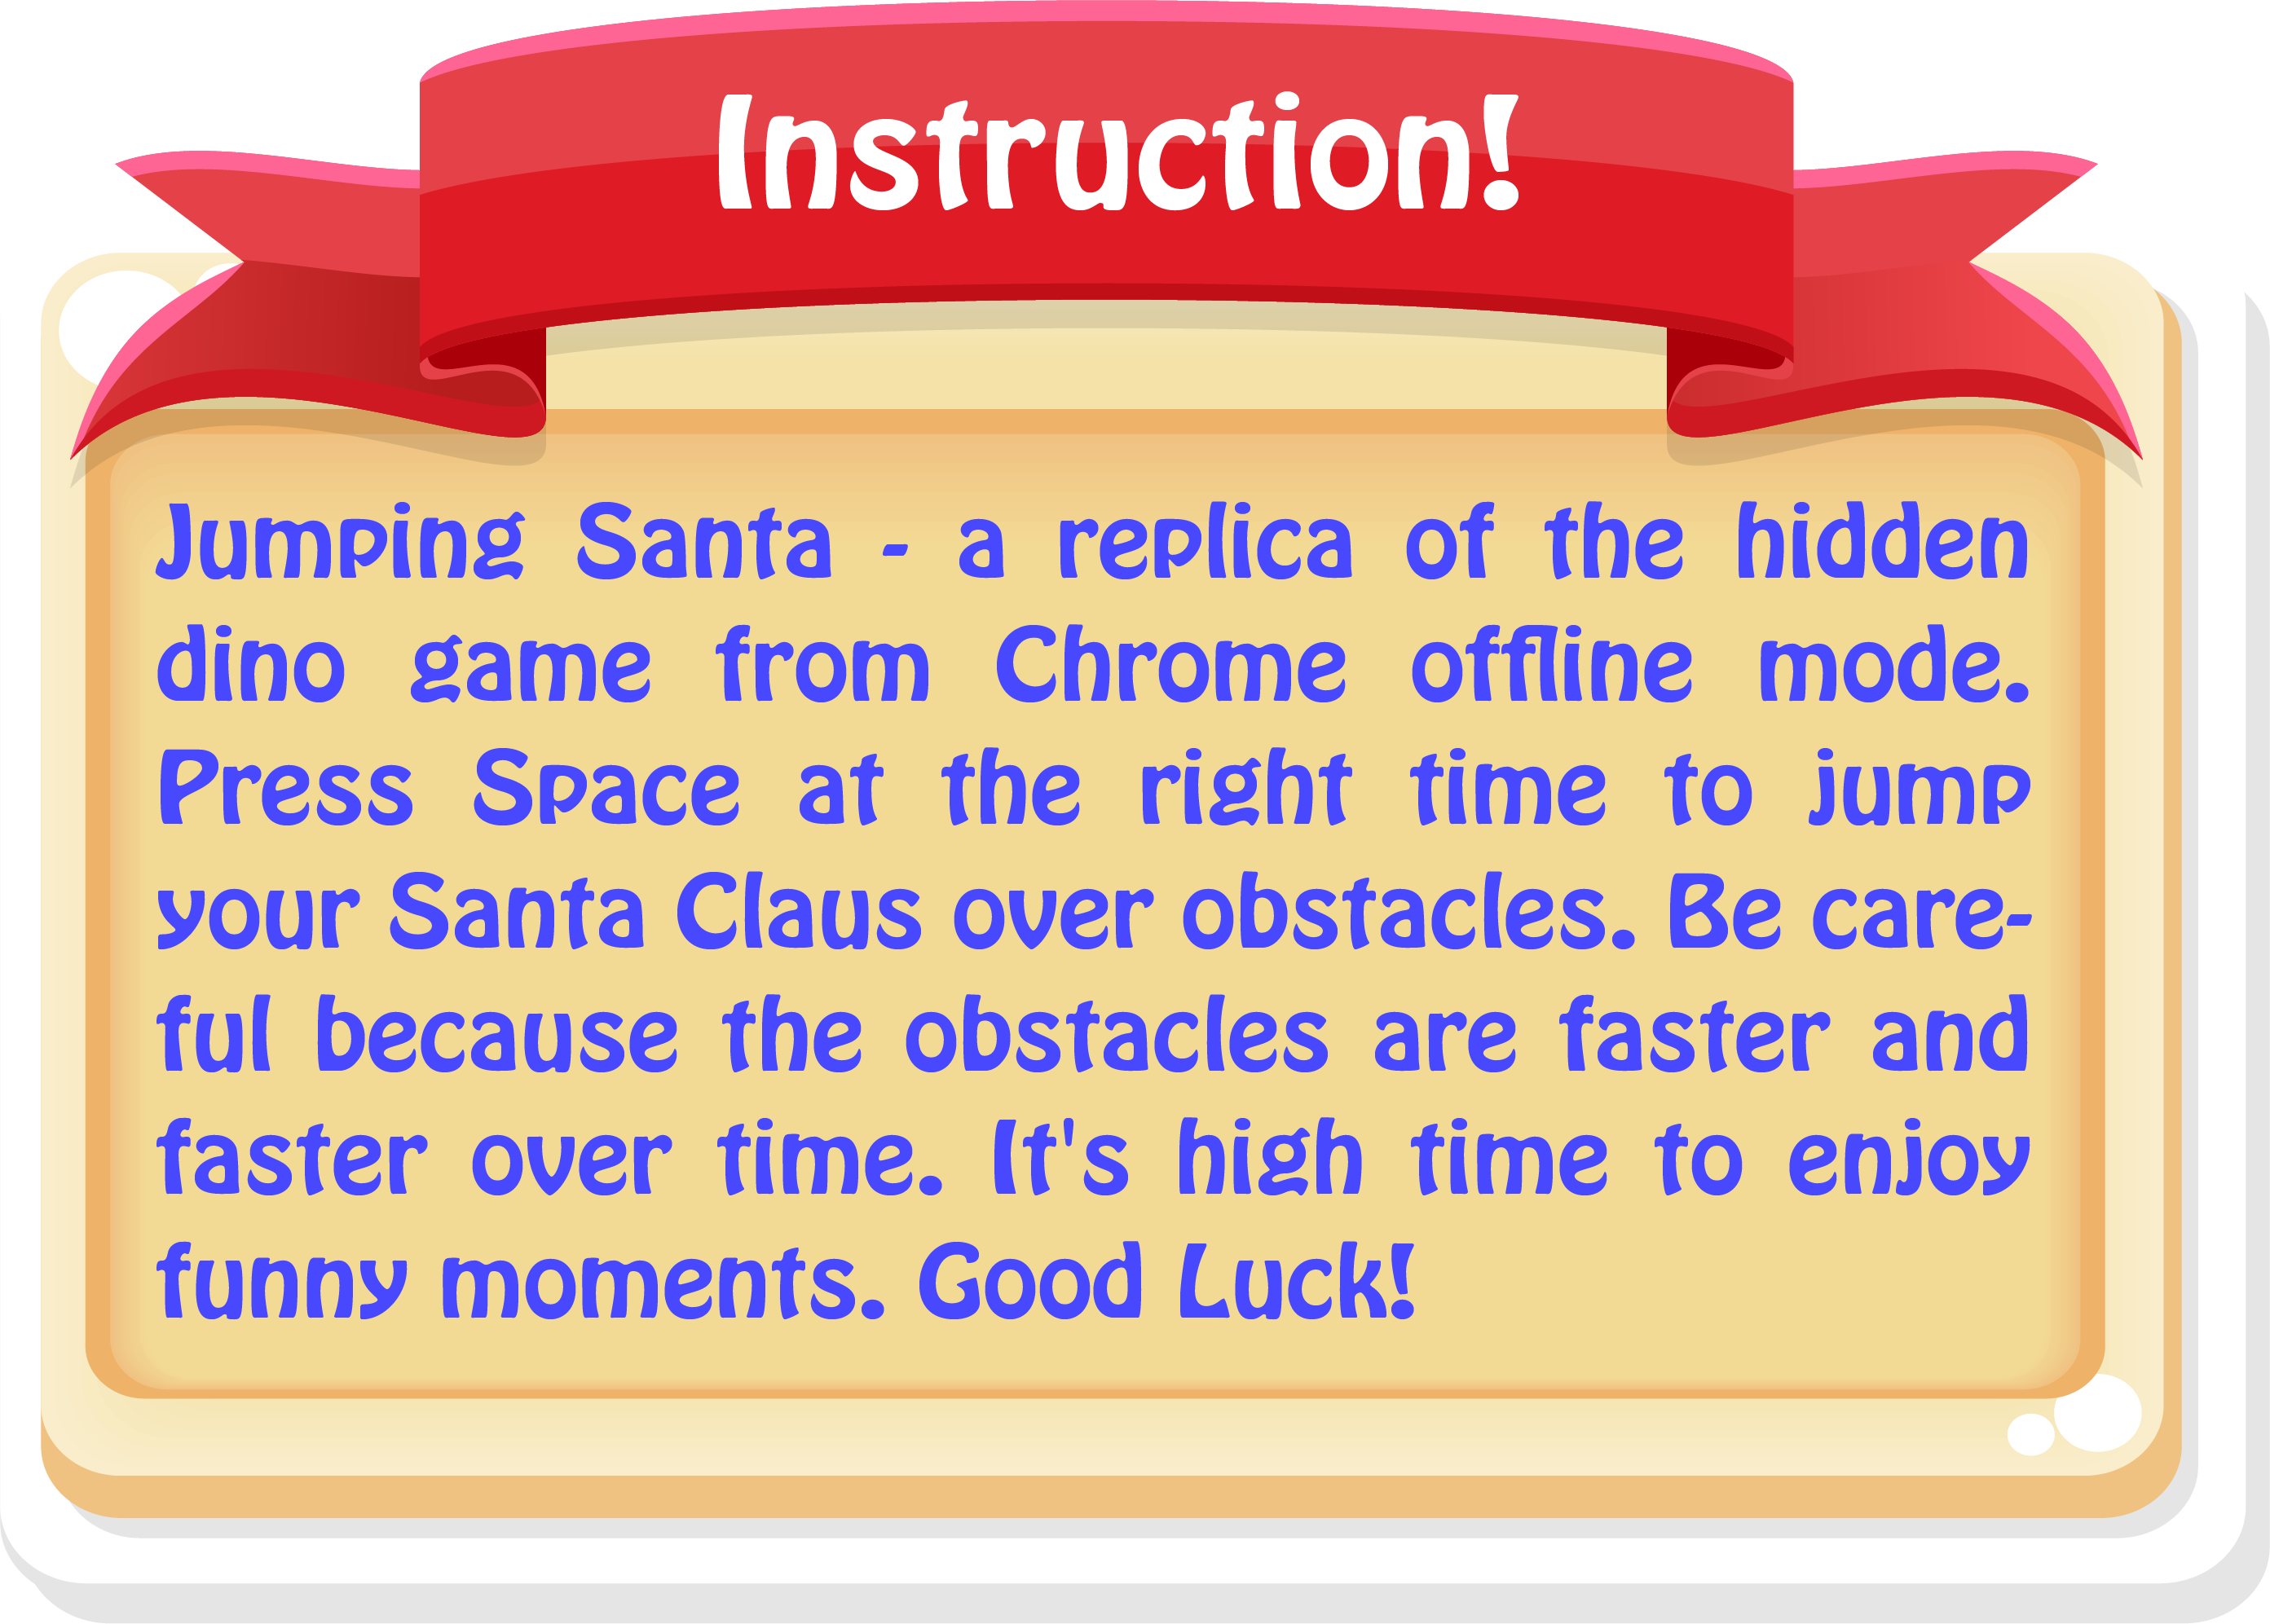 Instruction!
Jumping Santa - a replica of the hidden
dino game from Chrome offline mode.
Press Space at the right time to jump
your Santa Claus over obstacles. Be care-
ful because the obstacles are faster and
faster over time. It's high time to enjoy
funny moments. Good Luck!